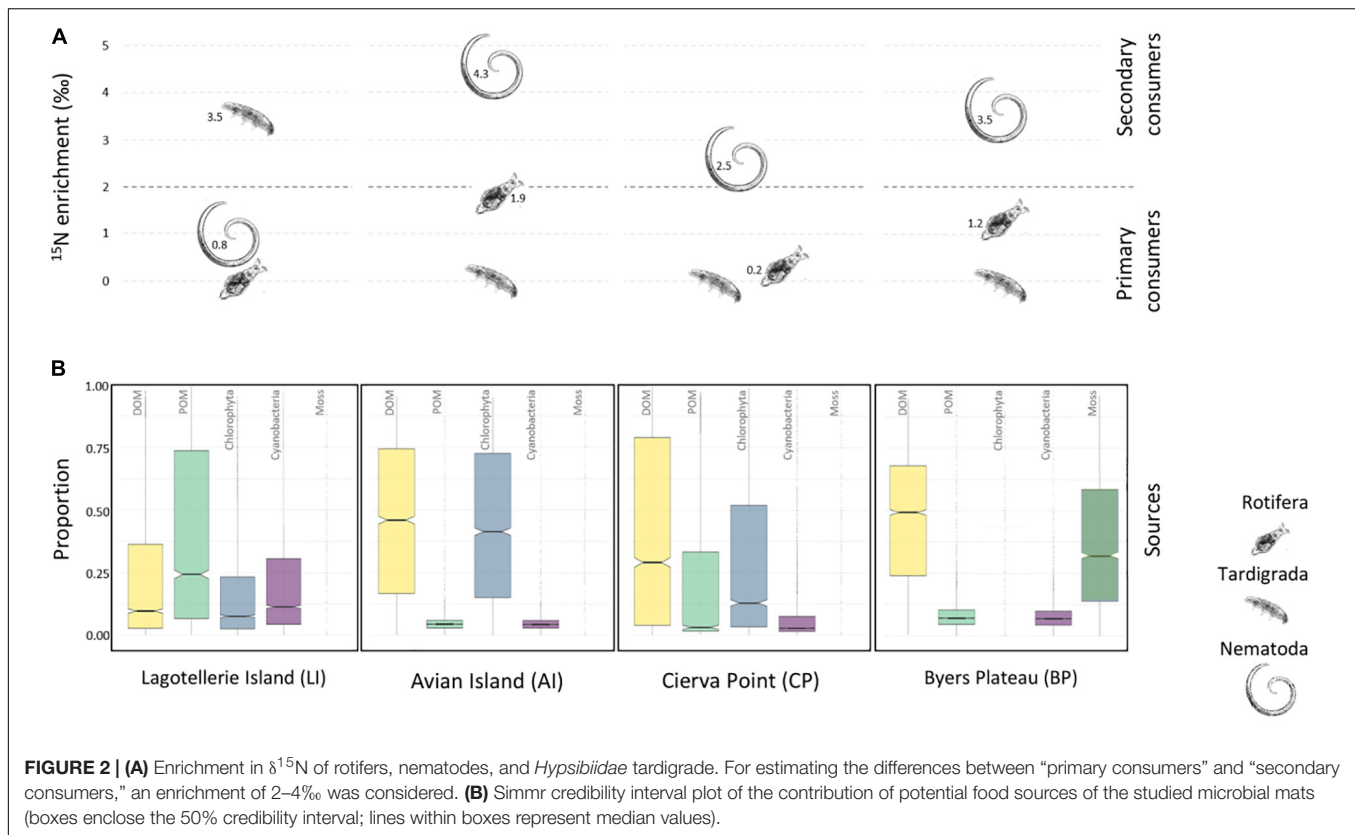 A
¹⁵N enrichment (‰)
5
4
3
2
1
0
3.5
0.8
4.3
1.9
2.5
0.2
3.5
1.2
Secondary consumers
Primary consumers
B
Proportion
1.00
0.75
0.50
0.25
0.00
DOM
POM
Chlorophyta
Cyanobacteria
Moss
DOM
POM
Chlorophyta
Cyanobacteria
Moss
DOM
POM
Chlorophyta
Cyanobacteria
Moss
DOM
POM
Chlorophyta
Cyanobacteria
Moss
Sources
Lagotellerie Island (LI)
Avian Island (AI)
Cierva Point (CP)
Byers Plateau (BP)
Rotifera
Tardigrada
Nematoda
FIGURE 2 | (A) Enrichment in δ¹⁵N of rotifers, nematodes, and Hypsibiidae tardigrade. For estimating the differences between “primary consumers” and “secondary
consumers,” an enrichment of 2–4‰ was considered. (B) Simmr credibility interval plot of the contribution of potential food sources of the studied microbial mats
(boxes enclose the 50% credibility interval; lines within boxes represent median values).